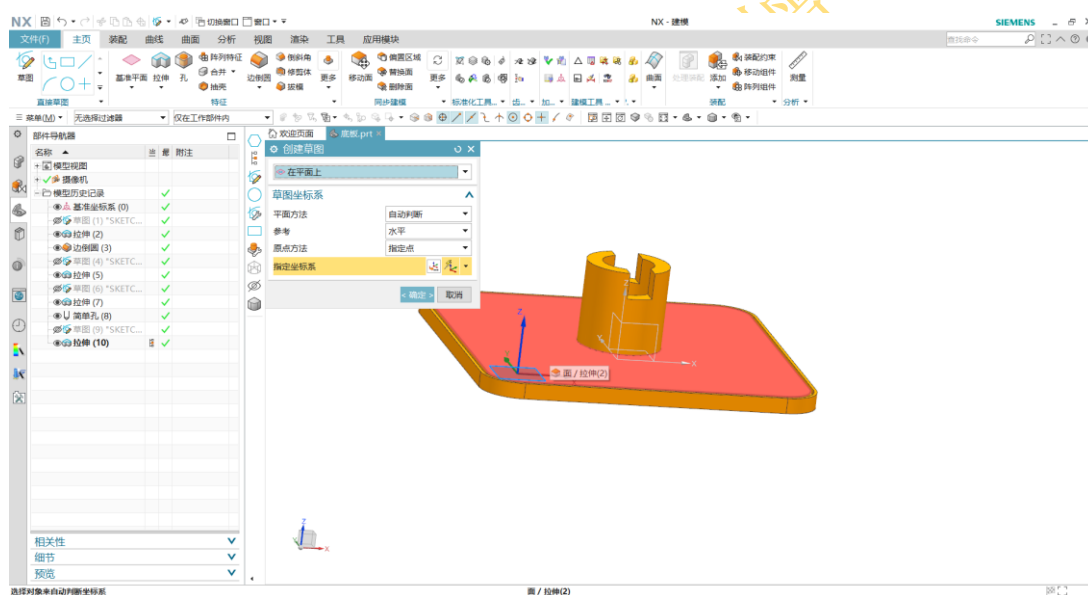 NX 切换窗口 窗口 NX - 建模 SIEMENS
文件(F) 主页 装配 曲线 曲面 分析 视图 渲染 工具 应用模块 查找命令
草图 基准平面 拉伸 孔 阵列特征 合并 抽壳 边倒圆 倒斜角 修剪体 拔模 更多 移动面 偏置区域 替换面 删除面 更多 曲面 添加 装配约束 移动组件 阵列组件 测量
直接草图 特征 同步建模 标准化工具... 齿... 加... 建模工具... 装配 分析
菜单(M) 无选择过滤器 仅在工作部件内
部件导航器 欢迎页面 底板.prt
名称 附注 创建草图
模型视图 在平面上
摄像机
模型历史记录 草图坐标系
基准坐标系 (0) 平面方法 自动判断
草图 (1) "SKETC...
拉伸 (2) 参考 水平
边倒圆 (3) 原点方法 指定点
草图 (4) "SKETC... 指定坐标系
拉伸 (5)
草图 (6) "SKETC... < 确定 > 取消
拉伸 (7)
简单孔 (8)
草图 (9) "SKETC...
拉伸 (10)
Z
Z
Y
X
面 / 拉伸(2)
Z
X
相关性
细节
预览
选择对象来自动判断坐标系 面 / 拉伸(2)